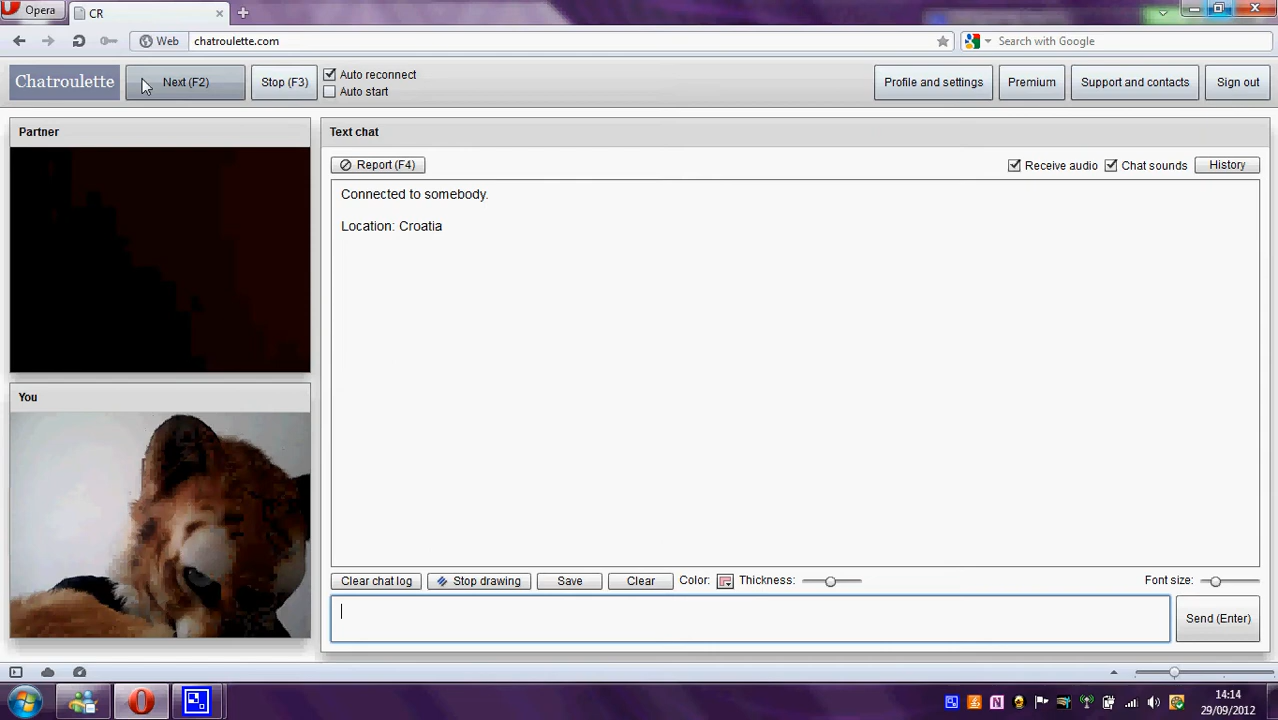 Opera
CR
Web
chatroulette.com
Search with Google
Chatroulette
Next (F2)
Stop (F3)
Auto reconnect
Auto start
Profile and settings
Premium
Support and contacts
Sign out
Partner
Text chat
Report (F4)
Receive audio
Chat sounds
History
Connected to somebody.
Location: Croatia
You
Clear chat log
Stop drawing
Save
Clear
Color:
Thickness:
Font size:
Send (Enter)
14:14
29/09/2012